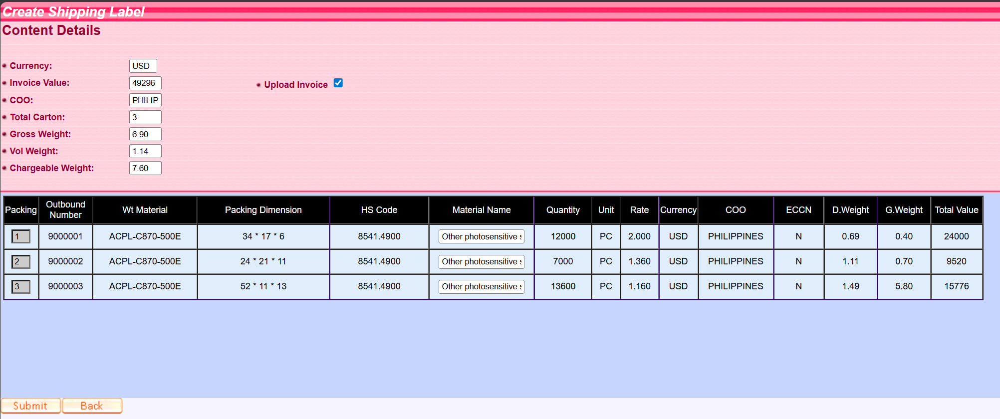 Create Shipping Label
Content Details
Currency: USD
Invoice Value: 49296 Upload Invoice
COO: PHILIP
Total Carton: 3
Gross Weight: 6.90
Vol Weight: 1.14
Chargeable Weight: 7.60
Packing Outbound Number Wt Material Packing Dimension HS Code Material Name Quantity Unit Rate Currency COO ECCN D.Weight G.Weight Total Value
1 9000001 ACPL-C870-500E 34 * 17 * 6 8541.4900 Other photosensitive s 12000 PC 2.000 USD PHILIPPINES N 0.69 0.40 24000
2 9000002 ACPL-C870-500E 24 * 21 * 11 8541.4900 Other photosensitive s 7000 PC 1.360 USD PHILIPPINES N 1.11 0.70 9520
3 9000003 ACPL-C870-500E 52 * 11 * 13 8541.4900 Other photosensitive s 13600 PC 1.160 USD PHILIPPINES N 1.49 5.80 15776
Submit Back